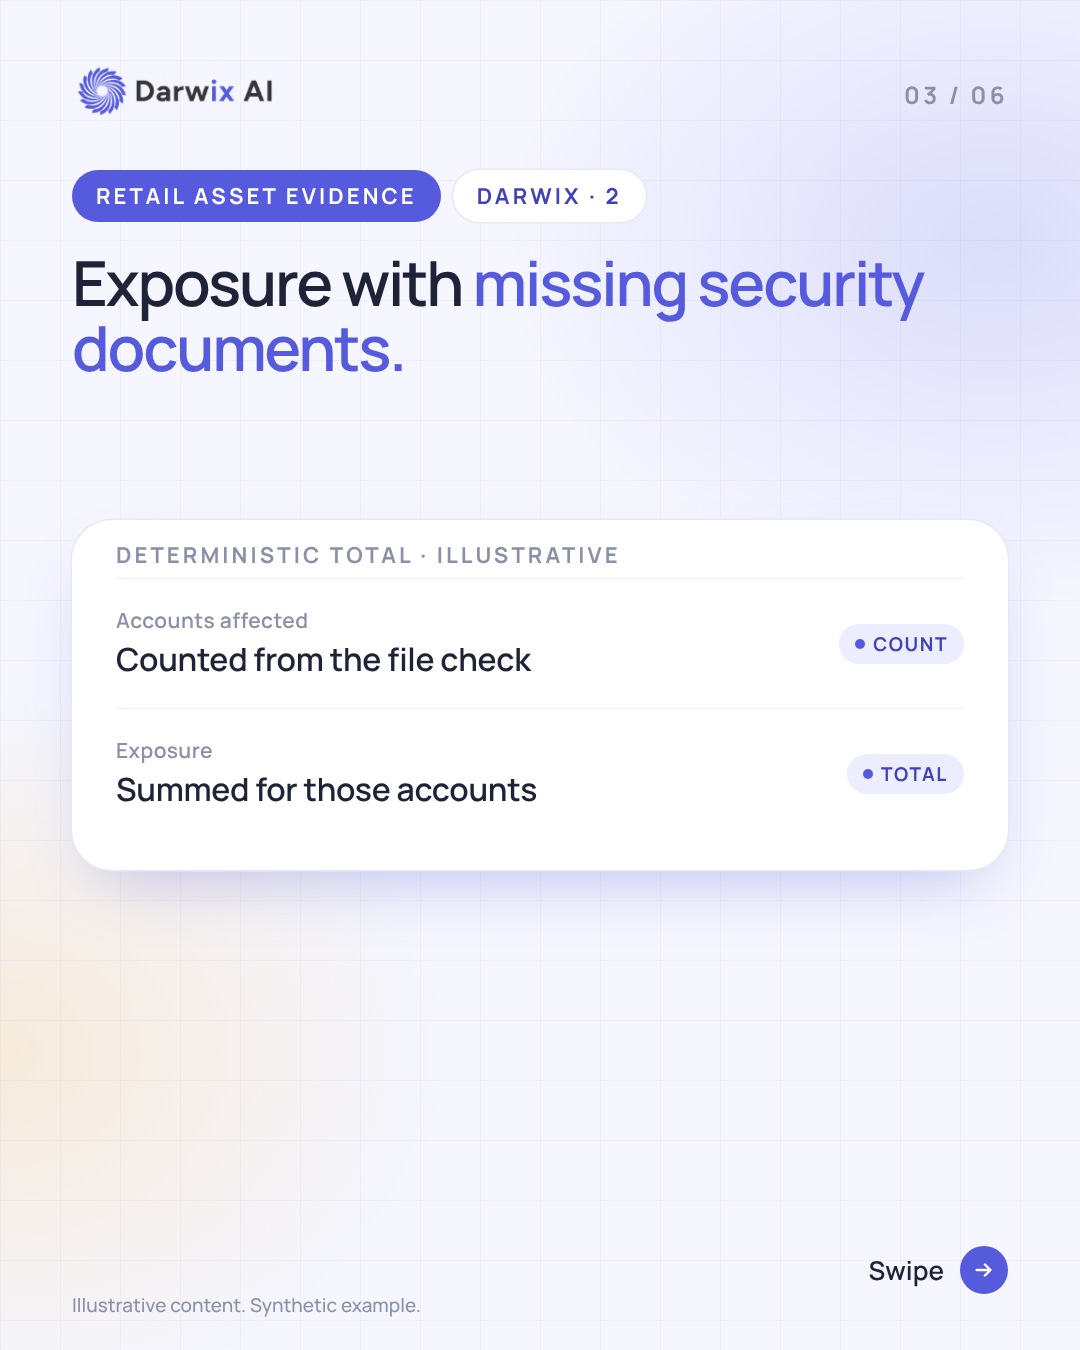 Darwix AI
03 / 06
RETAIL ASSET EVIDENCE
DARWIX · 2
Exposure with missing security
documents.
DETERMINISTIC TOTAL · ILLUSTRATIVE
Accounts affected
Counted from the file check
COUNT
Exposure
Summed for those accounts
TOTAL
Swipe
Illustrative content. Synthetic example.